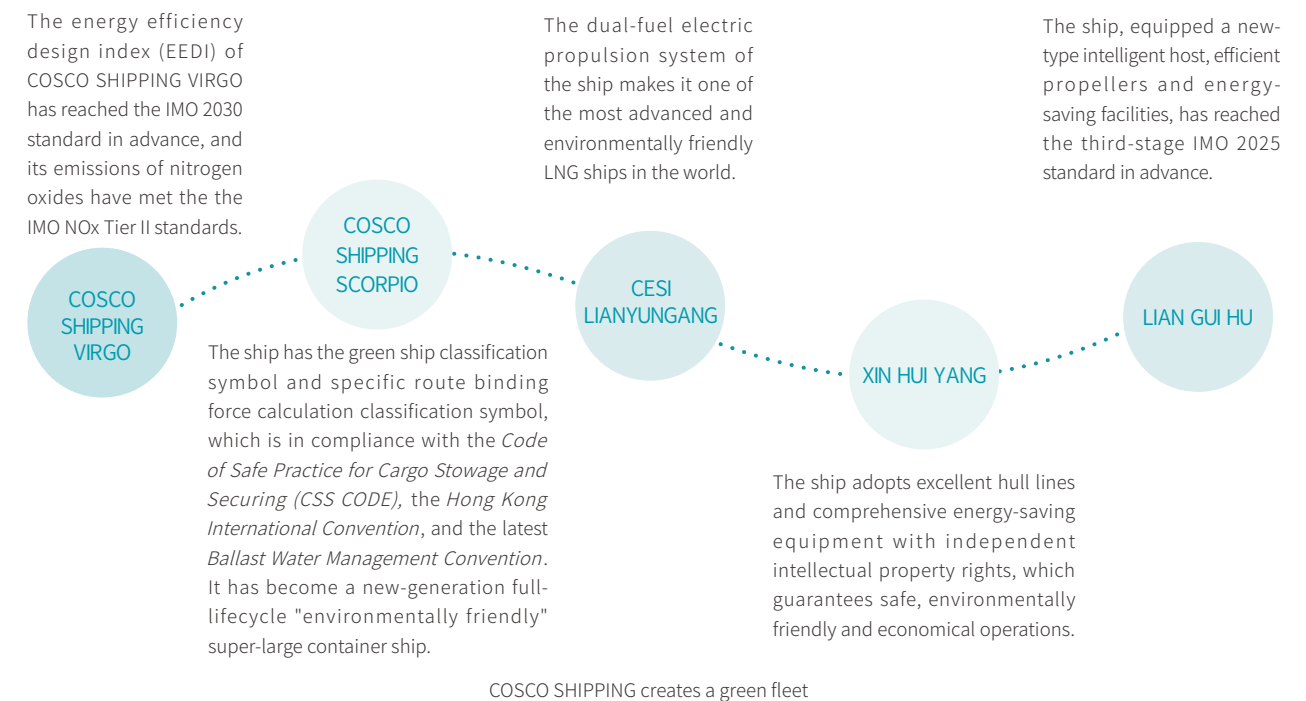 The energy efficiency
design index (EEDI) of
COSCO SHIPPING VIRGO
has reached the IMO 2030
standard in advance, and
its emissions of nitrogen
oxides have met the the
IMO NOx Tier II standards.
COSCO
SHIPPING
VIRGO
COSCO
SHIPPING
SCORPIO
The ship has the green ship classification
symbol and specific route binding
force calculation classification symbol,
which is in compliance with the Code
of Safe Practice for Cargo Stowage and
Securing (CSS CODE), the Hong Kong
International Convention, and the latest
Ballast Water Management Convention.
It has become a new-generation full-
lifecycle "environmentally friendly"
super-large container ship.
The dual-fuel electric
propulsion system of
the ship makes it one of
the most advanced and
environmentally friendly
LNG ships in the world.
CESI
LIANYUNGANG
XIN HUI YANG
The ship adopts excellent hull lines
and comprehensive energy-saving
equipment with independent
intellectual property rights, which
guarantees safe, environmentally
friendly and economical operations.
The ship, equipped a new-
type intelligent host, efficient
propellers and energy-
saving facilities, has reached
the third-stage IMO 2025
standard in advance.
LIAN GUI HU
COSCO SHIPPING creates a green fleet